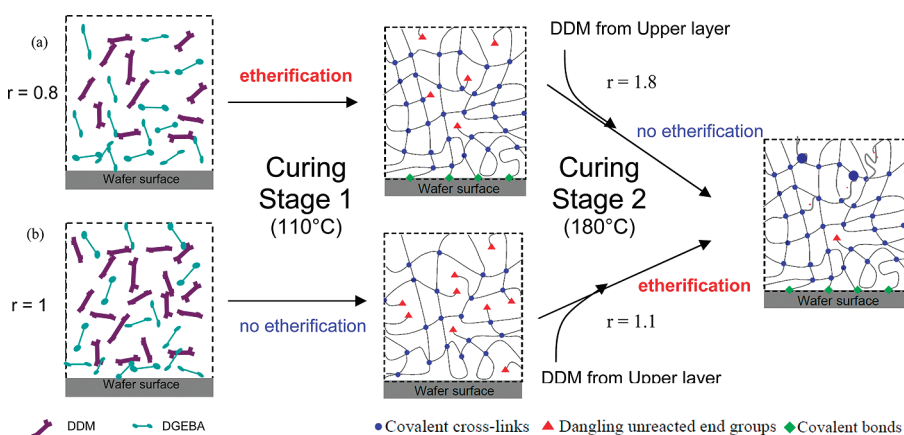 (a)
r = 0.8
Wafer surface
etherification
Curing
Stage 1
(110°C)
Wafer surface
DDM from Upper layer
r = 1.8
no etherification
Curing
Stage 2
(180°C)
Wafer surface
(b)
r = 1
Wafer surface
no etherification
Wafer surface
etherification
r = 1.1
DDM from Upper layer
DDM
DGEBA
Covalent cross-links
Dangling unreacted end groups
Covalent bonds